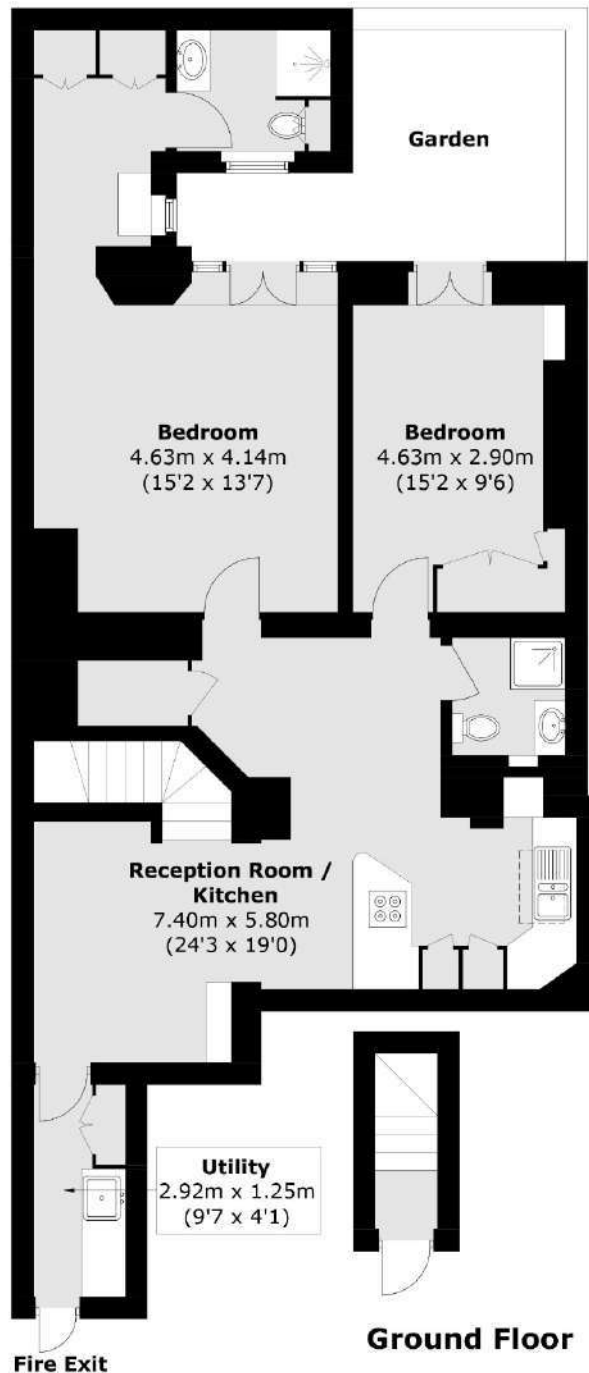 Garden
Bedroom
4.63m x 4.14m
(15'2 x 13'7)
Bedroom
4.63m x 2.90m
(15'2 x 9'6)
Reception Room /
Kitchen
7.40m x 5.80m
(24'3 x 19'0)
Utility
2.92m x 1.25m
(9'7 x 4'1)
Ground Floor
Fire Exit